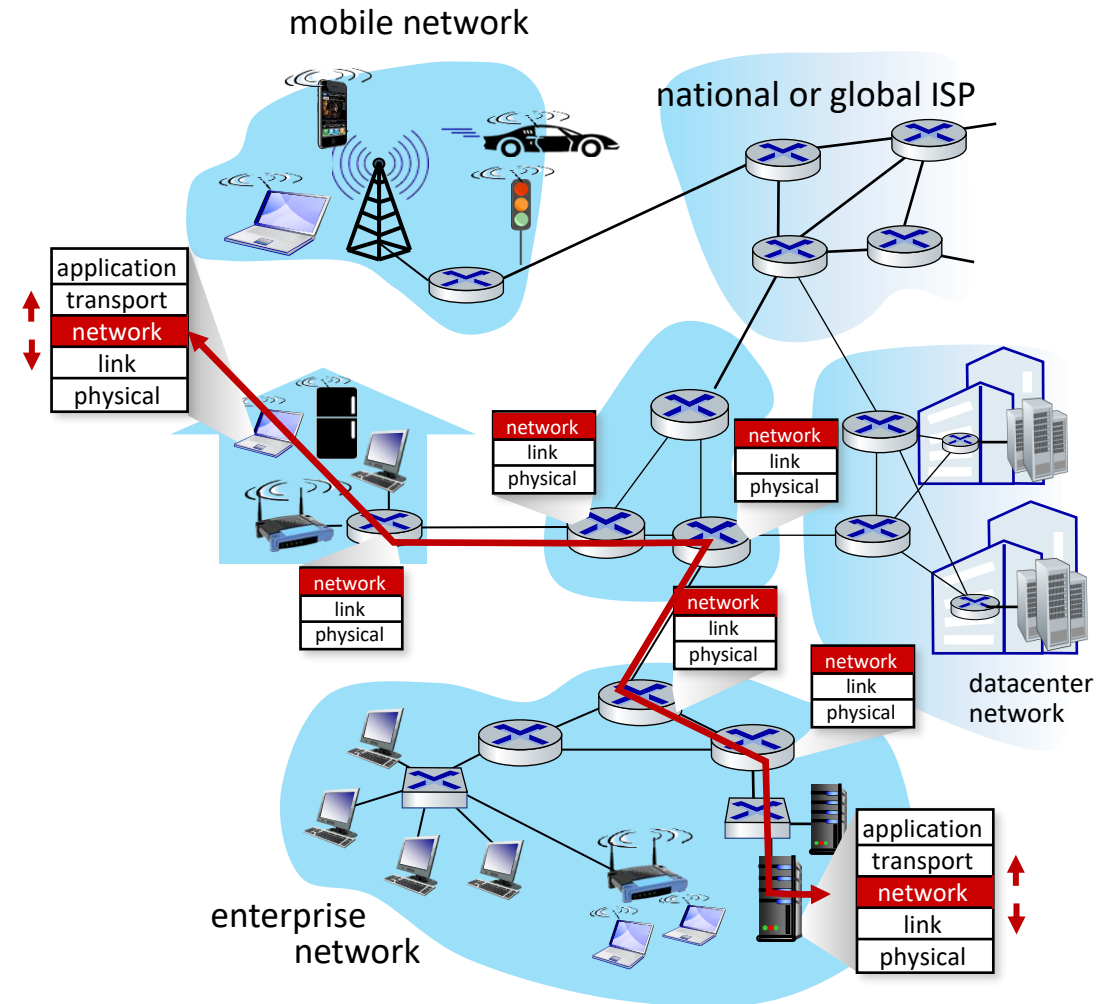 mobile network
national or global ISP
application
transport
network
link
physical
network
link
physical
network
link
physical
network
link
physical
network
link
physical
network
link
physical
datacenter
network
application
transport
network
link
physical
enterprise
network